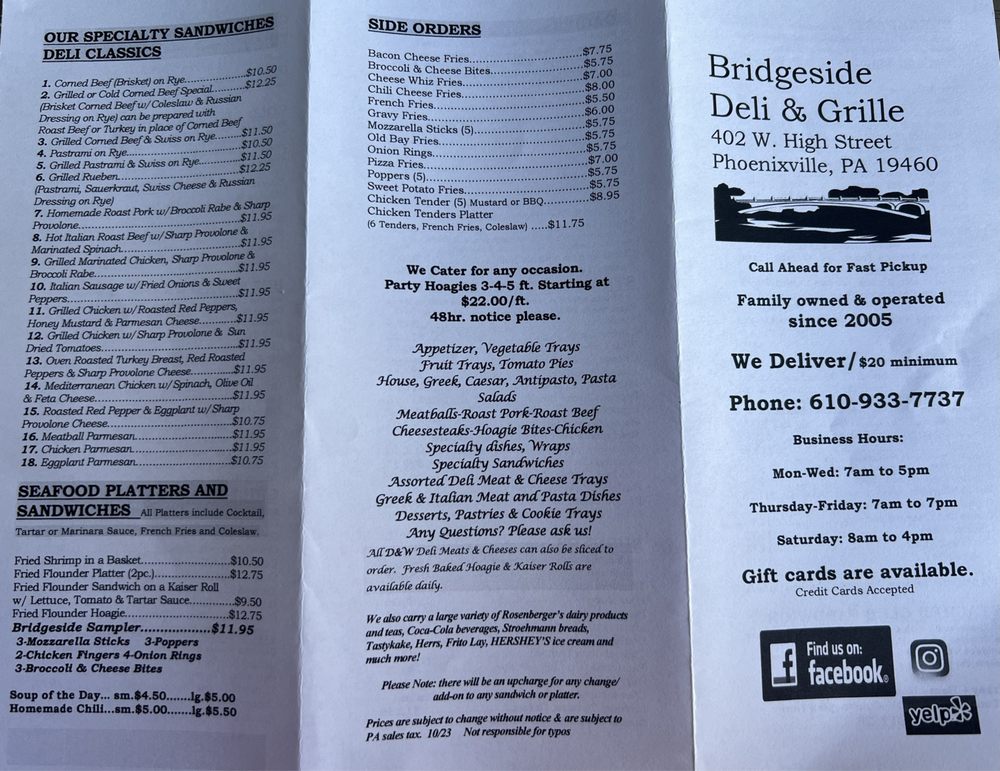 OUR SPECIALTY SANDWICHES
DELI CLASSICS
1. Corned Beef (Brisket) on Rye....................$10.50
2. Grilled or Cold Corned Beef Special.......$12.25
(Brisket Corned Beef w/ Coleslaw & Russian
Dressing on Rye) can be prepared with
Roast Beef or Turkey in place of Corned Beef
3. Grilled Corned Beef & Swiss on Rye.......$11.50
4. Pastrami on Rye............................$10.50
5. Grilled Pastrami & Swiss on Rye...........$11.50
6. Grilled Rueben.............................$12.25
(Pastrami, Sauerkraut, Swiss Cheese & Russian
Dressing on Rye)
7. Homemade Roast Pork w/ Broccoli Rabe & Sharp
Provolone......................................$11.95
8. Hot Italian Roast Beef w/ Sharp Provolone &
Marinated Spinach............................$11.95
9. Grilled Marinated Chicken, Sharp Provolone &
Broccoli Rabe..................................$11.95
10. Italian Sausage w/ Fried Onions & Sweet
Peppers........................................$11.95
11. Grilled Chicken w/ Roasted Red Peppers,
Honey Mustard & Parmesan Cheese...........$11.95
12. Grilled Chicken w/ Sharp Provolone & Sun
Dried Tomatoes................................$11.95
13. Oven Roasted Turkey Breast, Red Roasted
Peppers & Sharp Provolone Cheese...........$11.95
14. Mediterranean Chicken w/ Spinach, Olive Oil
& Feta Cheese.................................$11.95
15. Roasted Red Pepper & Eggplant w/ Sharp
Provolone Cheese..............................$10.75
16. Meatball Parmesan........................$11.95
17. Chicken Parmesan.........................$11.95
18. Eggplant Parmesan........................$10.75
SEAFOOD PLATTERS AND
SANDWICHES All Platters include Cocktail,
Tartar or Marinara Sauce, French Fries and Coleslaw.
Fried Shrimp in a Basket.......................$10.50
Fried Flounder Platter (2pc.)...................$12.75
Fried Flounder Sandwich on a Kaiser Roll
w/ Lettuce, Tomato & Tartar Sauce...........$9.50
Fried Flounder Hoagie.........................$12.75
Bridgeside Sampler.................$11.95
3-Mozzarella Sticks 3-Poppers
2-Chicken Fingers 4-Onion Rings
3-Broccoli & Cheese Bites
Soup of the Day... sm.$4.50.......lg.$5.00
Homemade Chili...sm.$5.00.......lg.$5.50
SIDE ORDERS
Bacon Cheese Fries.........................$7.75
Broccoli & Cheese Bites....................$5.75
Cheese Whiz Fries..........................$7.00
Chili Cheese Fries..........................$8.00
French Fries................................$5.50
Gravy Fries.................................$6.00
Mozzarella Sticks (5).......................$5.75
Old Bay Fries...............................$5.75
Onion Rings................................$5.75
Pizza Fries..................................$7.00
Poppers (5).................................$5.75
Sweet Potato Fries.........................$5.75
Chicken Tender (5) Mustard or BBQ..........$8.95
Chicken Tenders Platter
(6 Tenders, French Fries, Coleslaw) .....$11.75
We Cater for any occasion.
Party Hoagies 3-4-5 ft. Starting at
$22.00/ft.
48hr. notice please.
Appetizer, Vegetable Trays
Fruit Trays, Tomato Pies
House, Greek, Caesar, Antipasto, Pasta
Salads
Meatballs-Roast Pork-Roast Beef
Cheesesteaks-Hoagie Bites-Chicken
Specialty dishes, Wraps
Specialty Sandwiches
Assorted Deli Meat & Cheese Trays
Greek & Italian Meat and Pasta Dishes
Desserts, Pastries & Cookie Trays
Any Questions? Please ask us!
All D&W Deli Meats & Cheeses can also be sliced to
order. Fresh Baked Hoagie & Kaiser Rolls are
available daily.
We also carry a large variety of Rosenberger's dairy products
and teas, Coca-Cola beverages, Stroehmann breads,
Tastykake, Herrs, Frito Lay, HERSHEY'S ice cream and
much more!
Please Note: there will be an upcharge for any change/
add-on to any sandwich or platter.
Prices are subject to change without notice & are subject to
PA sales tax. 10/23 Not responsible for typos
Bridgeside
Deli & Grille
402 W. High Street
Phoenixville, PA 19460
Call Ahead for Fast Pickup
Family owned & operated
since 2005
We Deliver/$20 minimum
Phone: 610-933-7737
Business Hours:
Mon-Wed: 7am to 5pm
Thursday-Friday: 7am to 7pm
Saturday: 8am to 4pm
Gift cards are available.
Credit Cards Accepted
Find us on:
facebook®
yelp